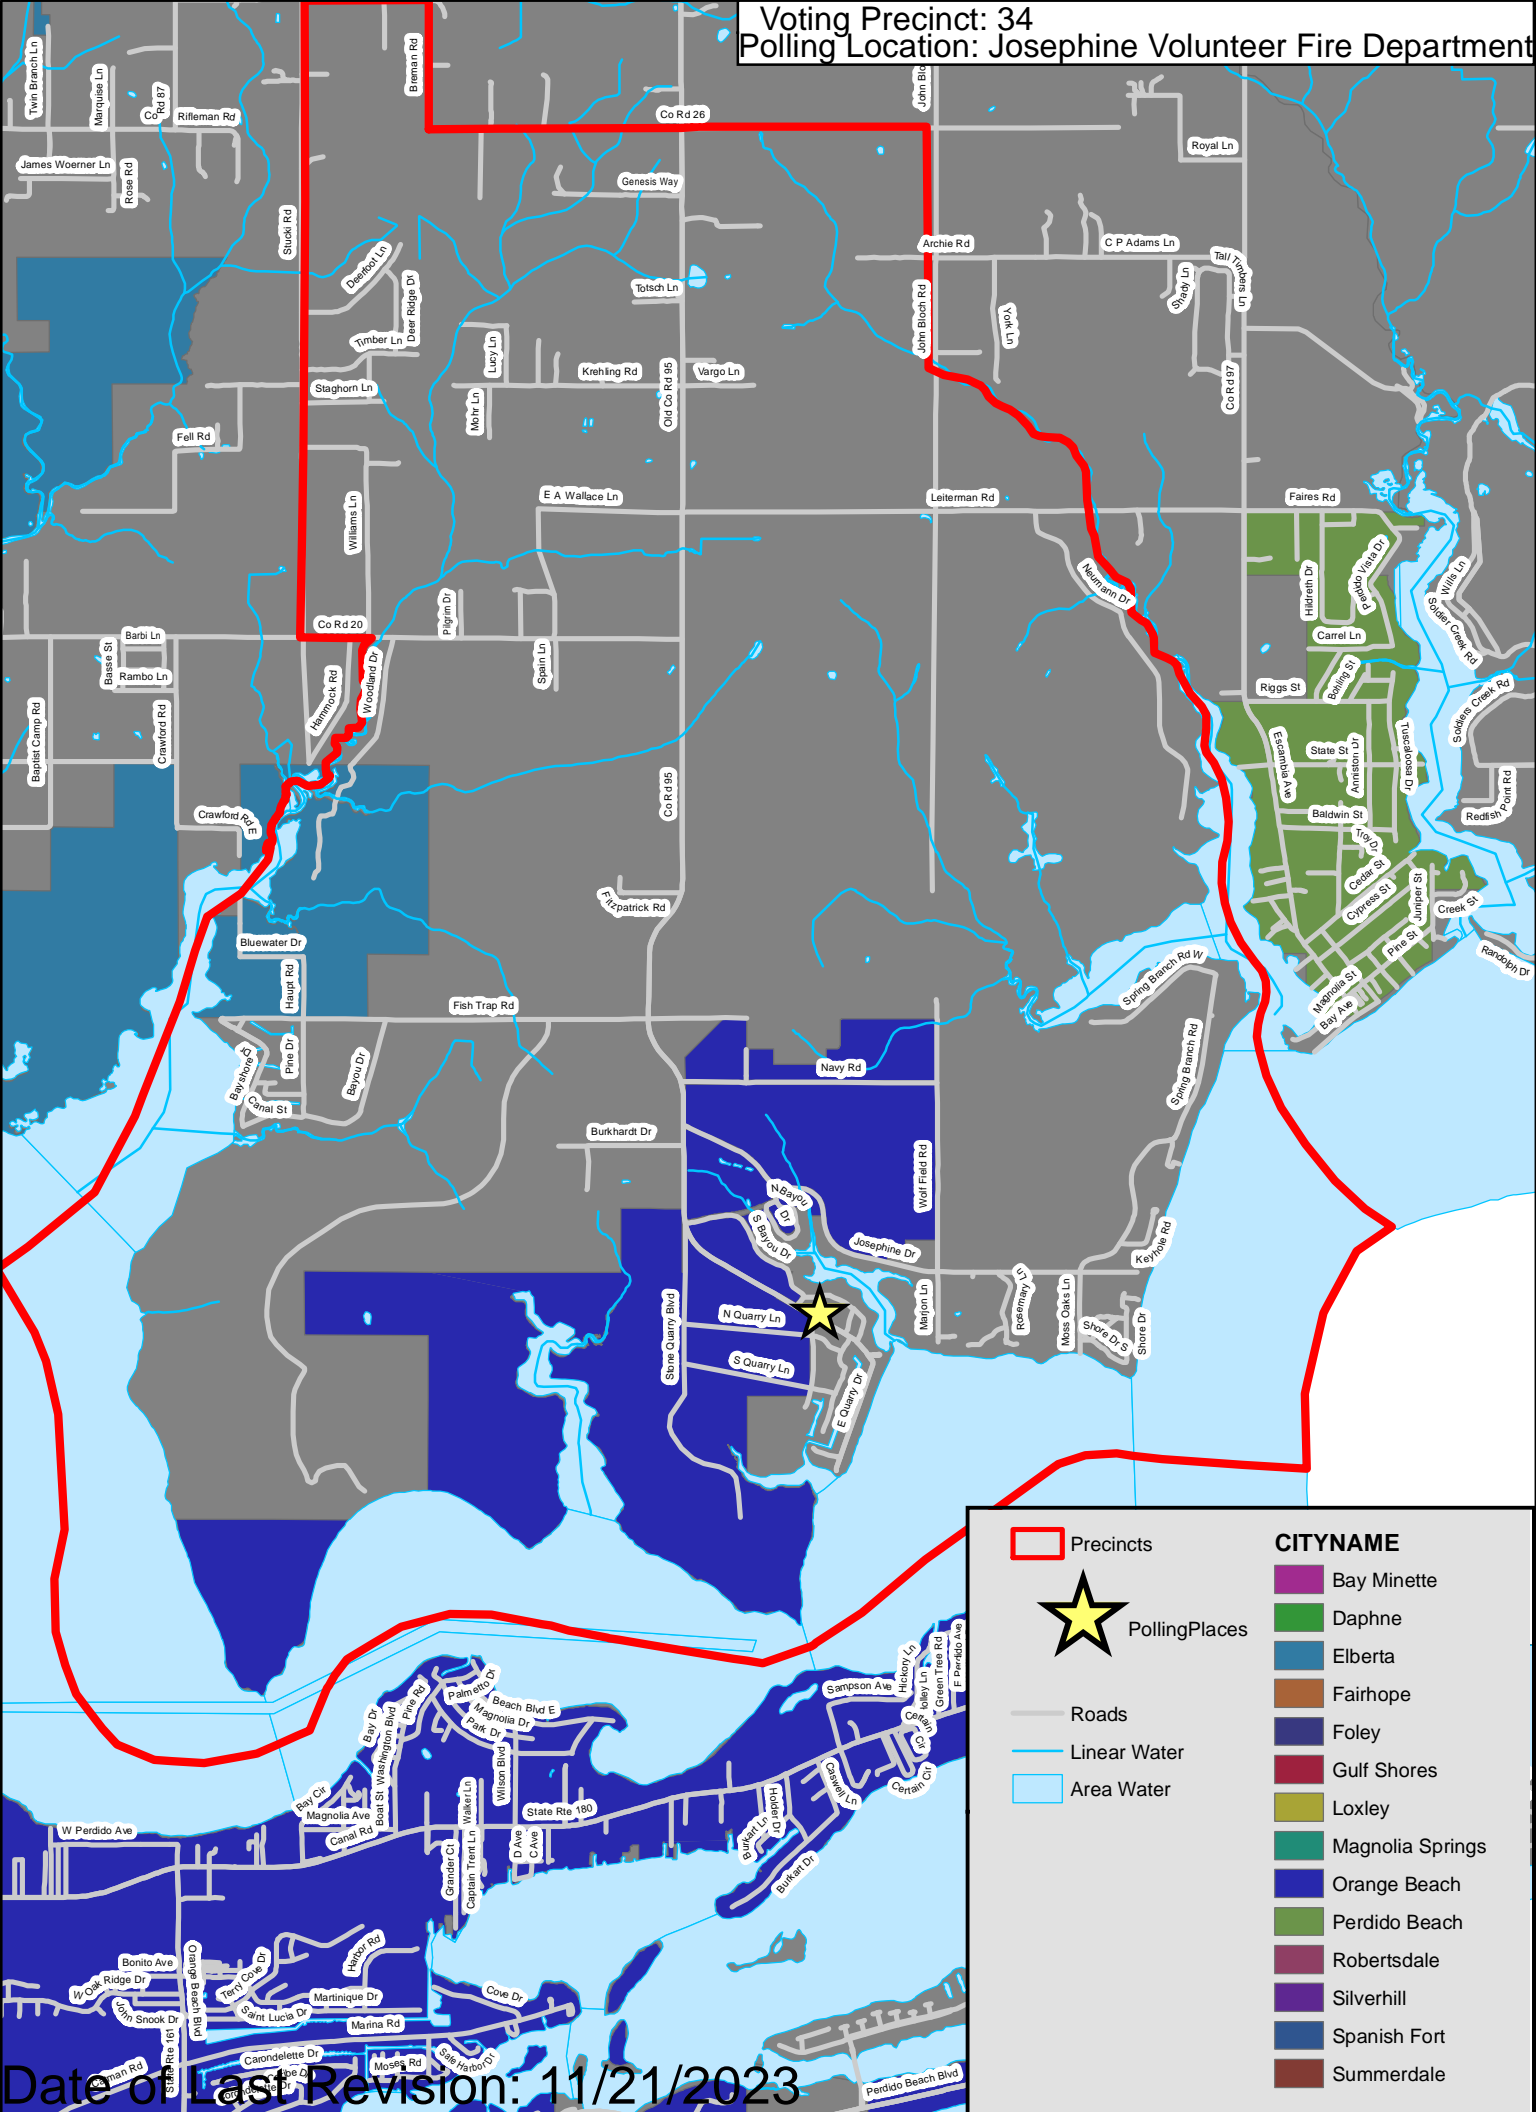 Voting Precinct: 34
Polling Location: Josephine Volunteer Fire Department
Twin Branch Ln
Marquise Ln
Co Rd 87
Rifleman Rd
Breman Rd
Co Rd 26
John Blo
Royal Ln
James Woerner Ln
Rose Rd
Genesis Way
Stucki Rd
Archie Rd
C P Adams Ln
Deerfoot Ln
Deer Ridge Dr
Totsch Ln
Shady Ln
Tall Timbers Ln
John Bloch Rd
York Ln
Timber Ln
Lucy Ln
Krehling Rd
Vargo Ln
Old Co Rd 95
Staghorn Ln
Mohr Ln
Co Rd 97
Fell Rd
E A Wallace Ln
Leiterman Rd
Faires Rd
Williams Ln
Neumann Dr
Hildreth Dr
Perdido Vista Dr
Wills Ln
Soldier Creek Rd
Co Rd 20
Pilgrim Dr
Carrel Ln
Barbi Ln
Basse St
Rambo Ln
Hammock Rd
Woodland Dr
Spain Ln
Riggs St
Bohling St
Soldiers Creek Rd
Baptist Camp Rd
Crawford Rd
Co Rd 95
Escambia Ave
State St
Anniston Dr
Tuscaloosa Dr
Redfish Point Rd
Crawford Rd E
Baldwin St
Troy Dr
Cedar St
Cypress St
Juniper St
Creek St
Fitzpatrick Rd
Bluewater Dr
Haupt Rd
Pine St
Randolph Dr
Spring Branch Rd W
Magnolia St
Bay Ave
Fish Trap Rd
Bayshore Dr
Pine Dr
Bayou Dr
Canal St
Navy Rd
Spring Branch Rd
Burkhardt Dr
Wolf Field Rd
N Bayou Dr
S Bayou Dr
Josephine Dr
Keyhole Rd
Stone Quarry Blvd
N Quarry Ln
S Quarry Ln
E Quarry Dr
Marjon Ln
Rosemary Ln
Moss Oaks Ln
Shore Dr S
Shore Dr
Precincts
PollingPlaces
Roads
Linear Water
Area Water
CITYNAME
Bay Minette
Daphne
Elberta
Fairhope
Foley
Gulf Shores
Loxley
Magnolia Springs
Orange Beach
Perdido Beach
Robertsdale
Silverhill
Spanish Fort
Summerdale
Palmetto Dr
Beach Blvd E
Magnolia Dr
Park Dr
Pine Rd
Bay Dr
Washington Blvd
Boat St
Wilson Blvd
Walker Ln
Sampson Ave
Hickory Ln
Holley Ln
Green Tree Rd
F Perdido Ave
Certain Cir
Certain Cir
Caswell Ln
Holder Dr
Burkart Ln
Burkart Dr
Bay Cir
Magnolia Ave
Canal Rd
State Rte 180
W Perdido Ave
Grander Ct
Captain Trent Ln
D Ave
C Ave
Bonito Ave
W Oak Ridge Dr
John Snook Dr
Orange Beach Blvd
Terry Cove Dr
Harbor Rd
Martinique Dr
Saint Lucia Dr
Marina Rd
Cove Dr
State Rte 161
Carondelette Dr
Moses Rd
Safe Harbor Dr
Perdido Beach Blvd
Date of Last Revision: 11/21/2023